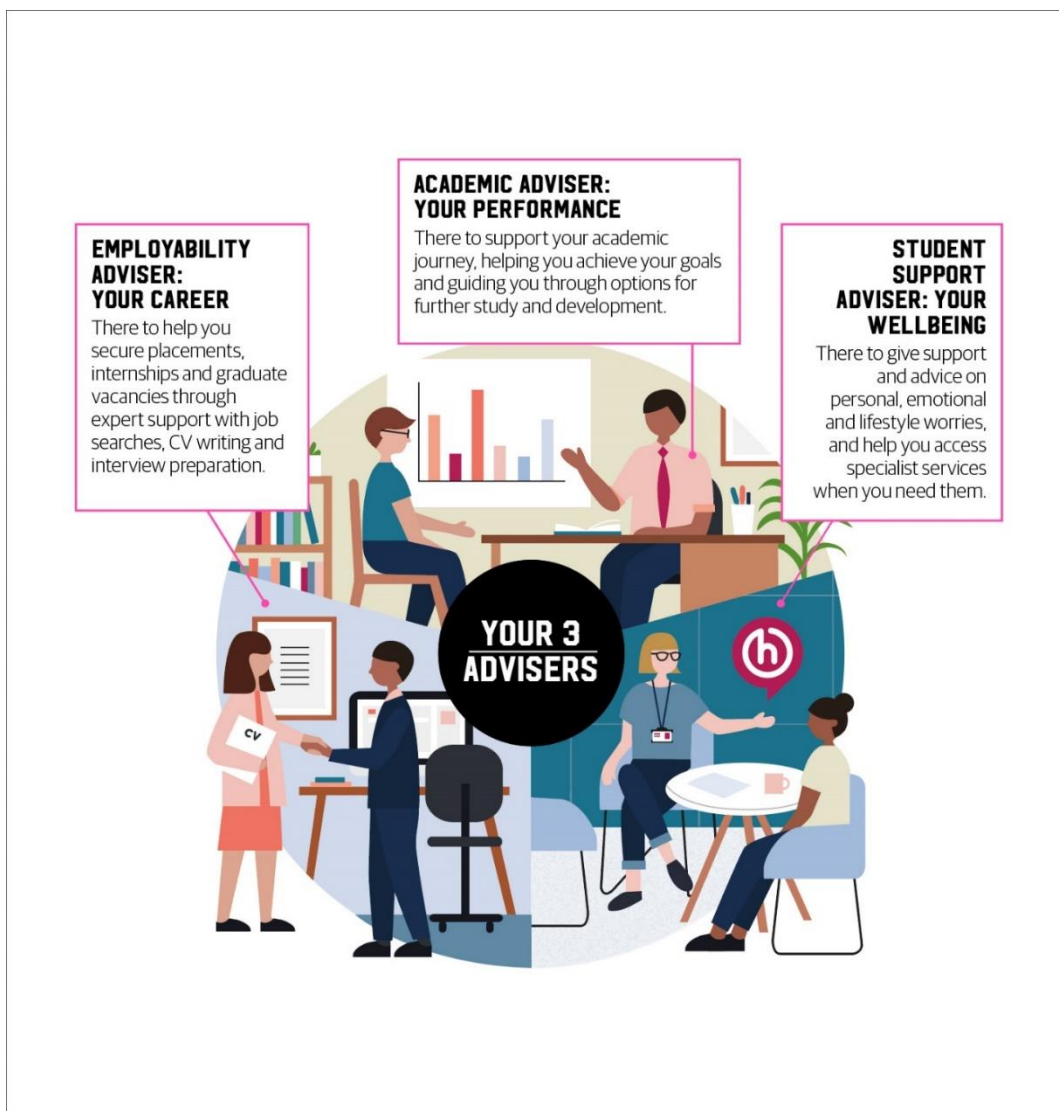 ACADEMIC ADVISER:
YOUR PERFORMANCE
There to support your academic
journey, helping you achieve your goals
and guiding you through options for
further study and development.
EMPLOYABILITY
ADVISER:
YOUR CAREER
There to help you
secure placements,
internships and graduate
vacancies through
expert support with job
searches, CV writing and
interview preparation.
STUDENT
SUPPORT
ADVISER: YOUR
WELLBEING
There to give support
and advice on
personal, emotional
and lifestyle worries,
and help you access
specialist services
when you need them.
YOUR 3
ADVISERS
h
CV